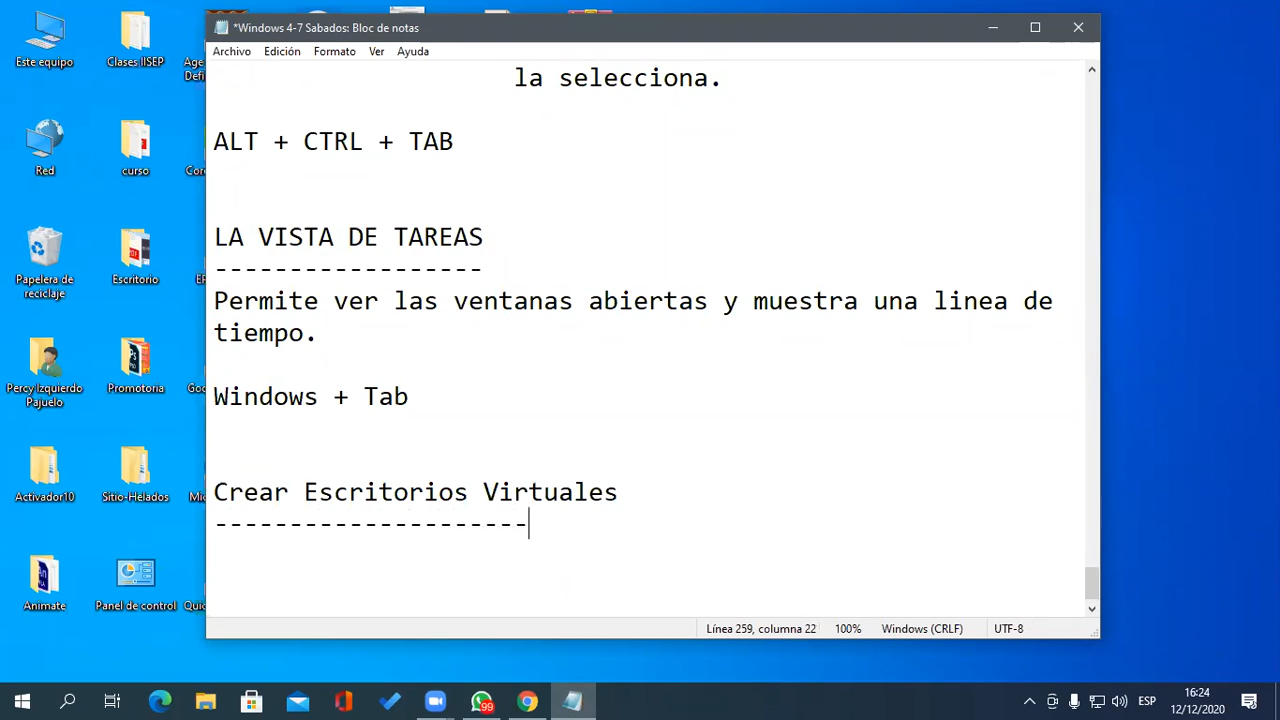 *Windows 4-7 Sabados: Bloc de notas
Archivo Edición Formato Ver Ayuda
la selecciona.
ALT + CTRL + TAB
LA VISTA DE TAREAS
------------------
Permite ver las ventanas abiertas y muestra una linea de
tiempo.
Windows + Tab
Crear Escritorios Virtuales
---------------------
Línea 259, columna 22 100% Windows (CRLF) UTF-8
Este equipo
Clases IISEP
Red
curso
Papelera de
reciclaje
Escritorio
Percy Izquierdo
Pajuelo
Promotoria
Activador10
Sitio-Helados
Animate
Panel de control
99
ESP
16:24
12/12/2020